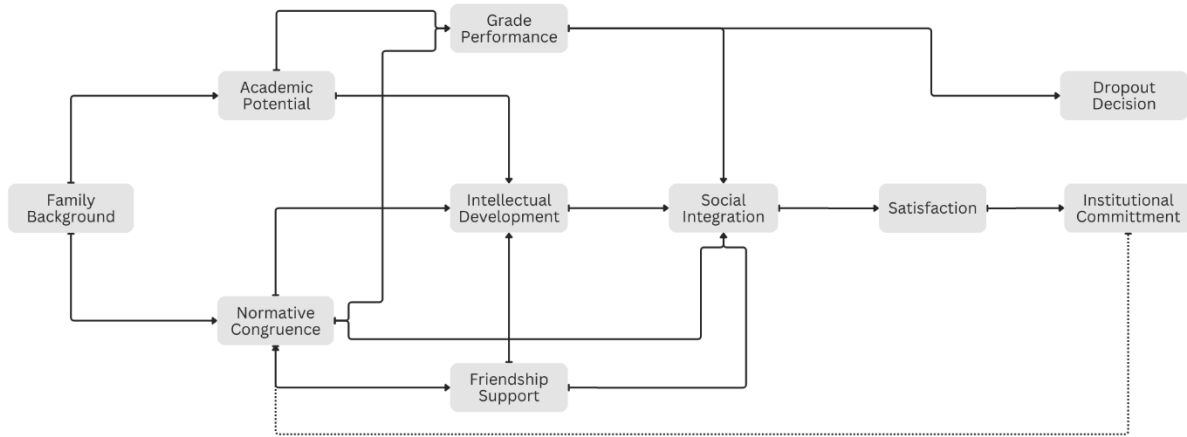 Grade
Performance
Academic
Potential
Dropout
Decision
Family
Background
Intellectual
Development
Social
Integration
Satisfaction
Institutional
Committment
Normative
Congruence
Friendship
Support